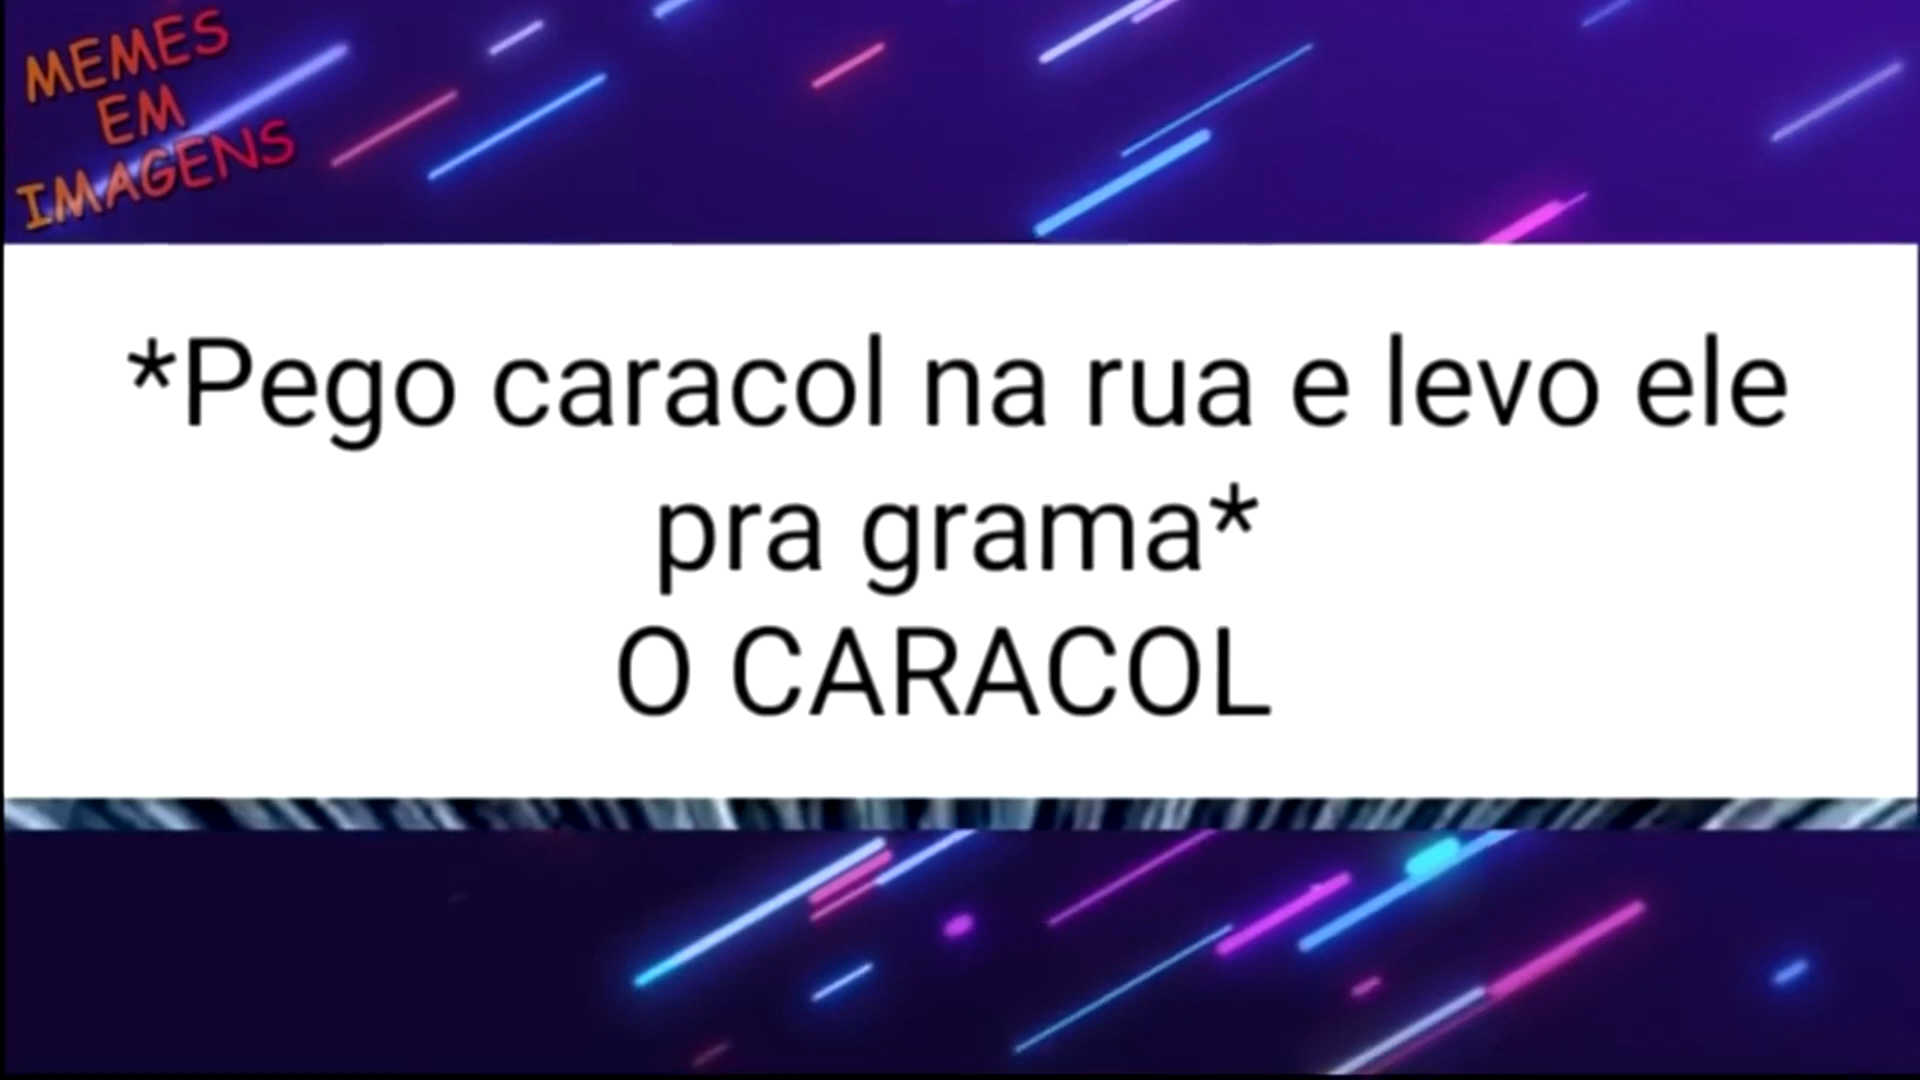 MEMES
EM
IMAGENS
*Pego caracol na rua e levo ele
pra grama*
O CARACOL